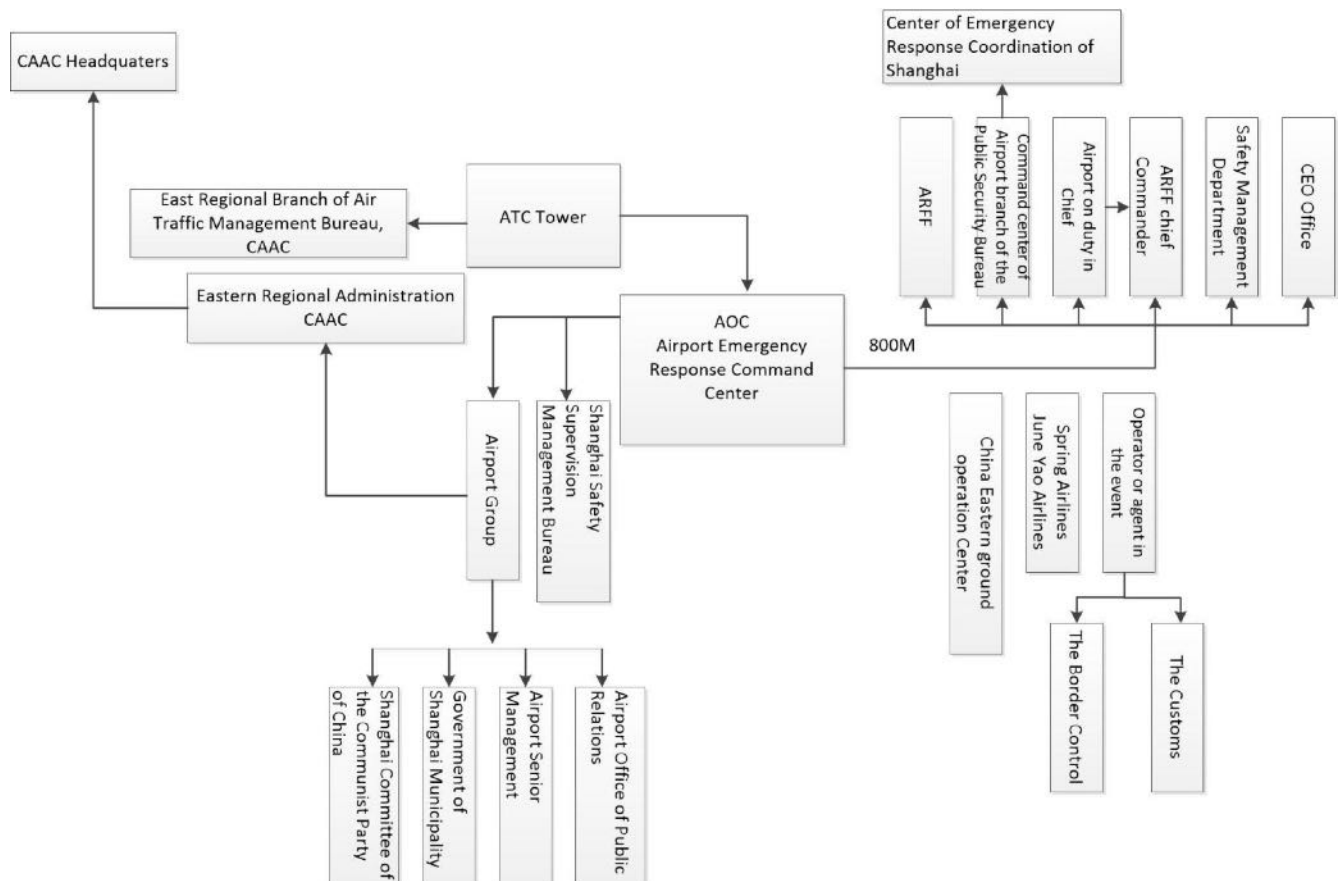 Center of Emergency
Response Coordination of
Shanghai
CAAC Headquaters
ARFF
Command center of
Airport branch of the
Public Security Bureau
Airport on duty in
Chief
ARFF chief
Commander
Safety Management
Department
CEO Office
East Regional Branch of Air
Traffic Management Bureau,
CAAC
ATC Tower
Eastern Regional Administration
CAAC
AOC
Airport Emergency
Response Command
Center
800M
Airport Group
Shanghai Safety
Supervision
Management Bureau
China Eastern ground
operation Center
Spring Airlines
June Yao Airlines
Operator or agent in
the event
The Border Control
The Customs
Shanghai Committee of
the Communist Party
of China
Government of
Shanghai Municipality
Airport Senior
Management
Airport Office of Public
Relations